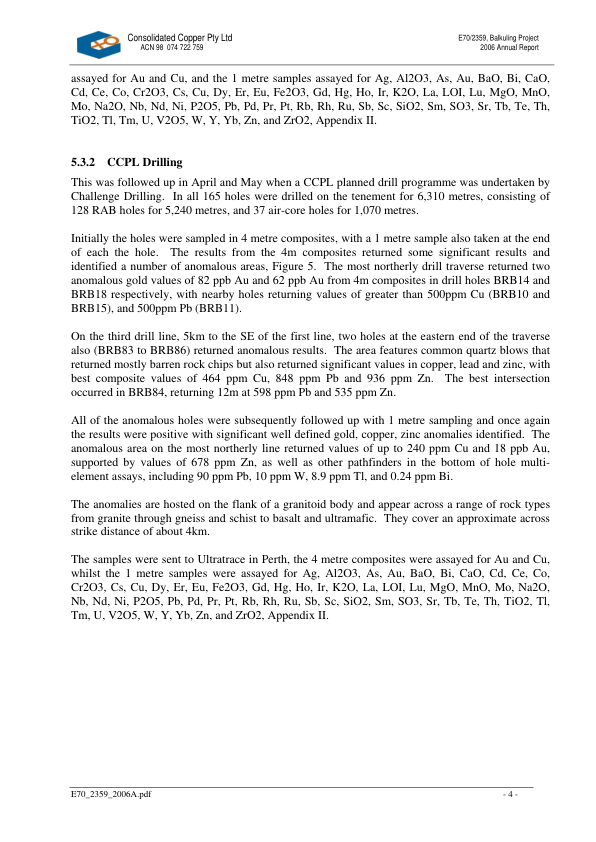 Consolidated Copper Pty Ltd
ACN 98 074 722 759
E70/2359, Balkuling Project
2006 Annual Report
assayed for Au and Cu, and the 1 metre samples assayed for Ag, Al2O3, As, Au, BaO, Bi, CaO,
Cd, Ce, Co, Cr2O3, Cs, Cu, Dy, Er, Eu, Fe2O3, Gd, Hg, Ho, Ir, K2O, La, LOI, Lu, MgO, MnO,
Mo, Na2O, Nb, Nd, Ni, P2O5, Pb, Pd, Pr, Pt, Rb, Rh, Ru, Sb, Sc, SiO2, Sm, SO3, Sr, Tb, Te, Th,
TiO2, Tl, Tm, U, V2O5, W, Y, Yb, Zn, and ZrO2, Appendix II.
5.3.2 CCPL Drilling
This was followed up in April and May when a CCPL planned drill programme was undertaken by
Challenge Drilling. In all 165 holes were drilled on the tenement for 6,310 metres, consisting of
128 RAB holes for 5,240 metres, and 37 air-core holes for 1,070 metres.
Initially the holes were sampled in 4 metre composites, with a 1 metre sample also taken at the end
of each the hole. The results from the 4m composites returned some significant results and
identified a number of anomalous areas, Figure 5. The most northerly drill traverse returned two
anomalous gold values of 82 ppb Au and 62 ppb Au from 4m composites in drill holes BRB14 and
BRB18 respectively, with nearby holes returning values of greater than 500ppm Cu (BRB10 and
BRB15), and 500ppm Pb (BRB11).
On the third drill line, 5km to the SE of the first line, two holes at the eastern end of the traverse
also (BRB83 to BRB86) returned anomalous results. The area features common quartz blows that
returned mostly barren rock chips but also returned significant values in copper, lead and zinc, with
best composite values of 464 ppm Cu, 848 ppm Pb and 936 ppm Zn. The best intersection
occurred in BRB84, returning 12m at 598 ppm Pb and 535 ppm Zn.
All of the anomalous holes were subsequently followed up with 1 metre sampling and once again
the results were positive with significant well defined gold, copper, zinc anomalies identified. The
anomalous area on the most northerly line returned values of up to 240 ppm Cu and 18 ppb Au,
supported by values of 678 ppm Zn, as well as other pathfinders in the bottom of hole multi-
element assays, including 90 ppm Pb, 10 ppm W, 8.9 ppm Tl, and 0.24 ppm Bi.
The anomalies are hosted on the flank of a granitoid body and appear across a range of rock types
from granite through gneiss and schist to basalt and ultramafic. They cover an approximate across
strike distance of about 4km.
The samples were sent to Ultratrace in Perth, the 4 metre composites were assayed for Au and Cu,
whilst the 1 metre samples were assayed for Ag, Al2O3, As, Au, BaO, Bi, CaO, Cd, Ce, Co,
Cr2O3, Cs, Cu, Dy, Er, Eu, Fe2O3, Gd, Hg, Ho, Ir, K2O, La, LOI, Lu, MgO, MnO, Mo, Na2O,
Nb, Nd, Ni, P2O5, Pb, Pd, Pr, Pt, Rb, Rh, Ru, Sb, Sc, SiO2, Sm, SO3, Sr, Tb, Te, Th, TiO2, Tl,
Tm, U, V2O5, W, Y, Yb, Zn, and ZrO2, Appendix II.
E70_2359_2006A.pdf
- 4 -